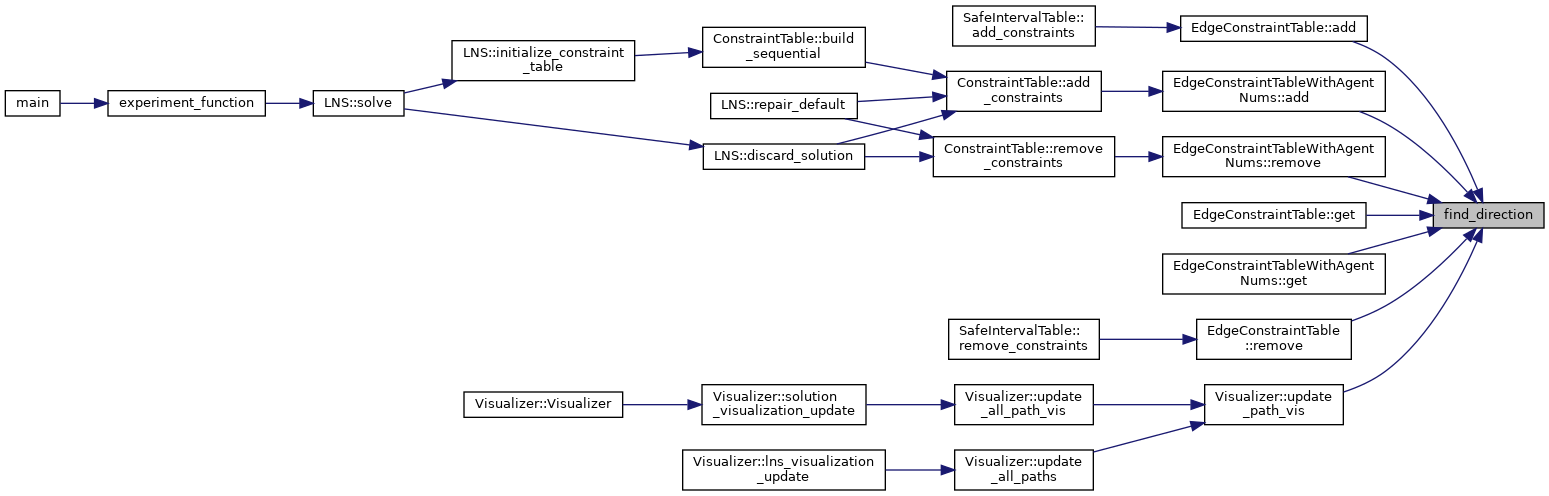 main
experiment_function
LNS::solve
LNS::initialize_constraint
_table
ConstraintTable::build
_sequential
LNS::repair_default
LNS::discard_solution
SafeIntervalTable::
add_constraints
ConstraintTable::add
_constraints
ConstraintTable::remove
_constraints
EdgeConstraintTable::add
EdgeConstraintTableWithAgent
Nums::add
EdgeConstraintTableWithAgent
Nums::remove
EdgeConstraintTable::get
EdgeConstraintTableWithAgent
Nums::get
find_direction
SafeIntervalTable::
remove_constraints
EdgeConstraintTable
::remove
Visualizer::Visualizer
Visualizer::solution
_visualization_update
Visualizer::update
_all_path_vis
Visualizer::update
_path_vis
Visualizer::lns_visualization
_update
Visualizer::update
_all_paths